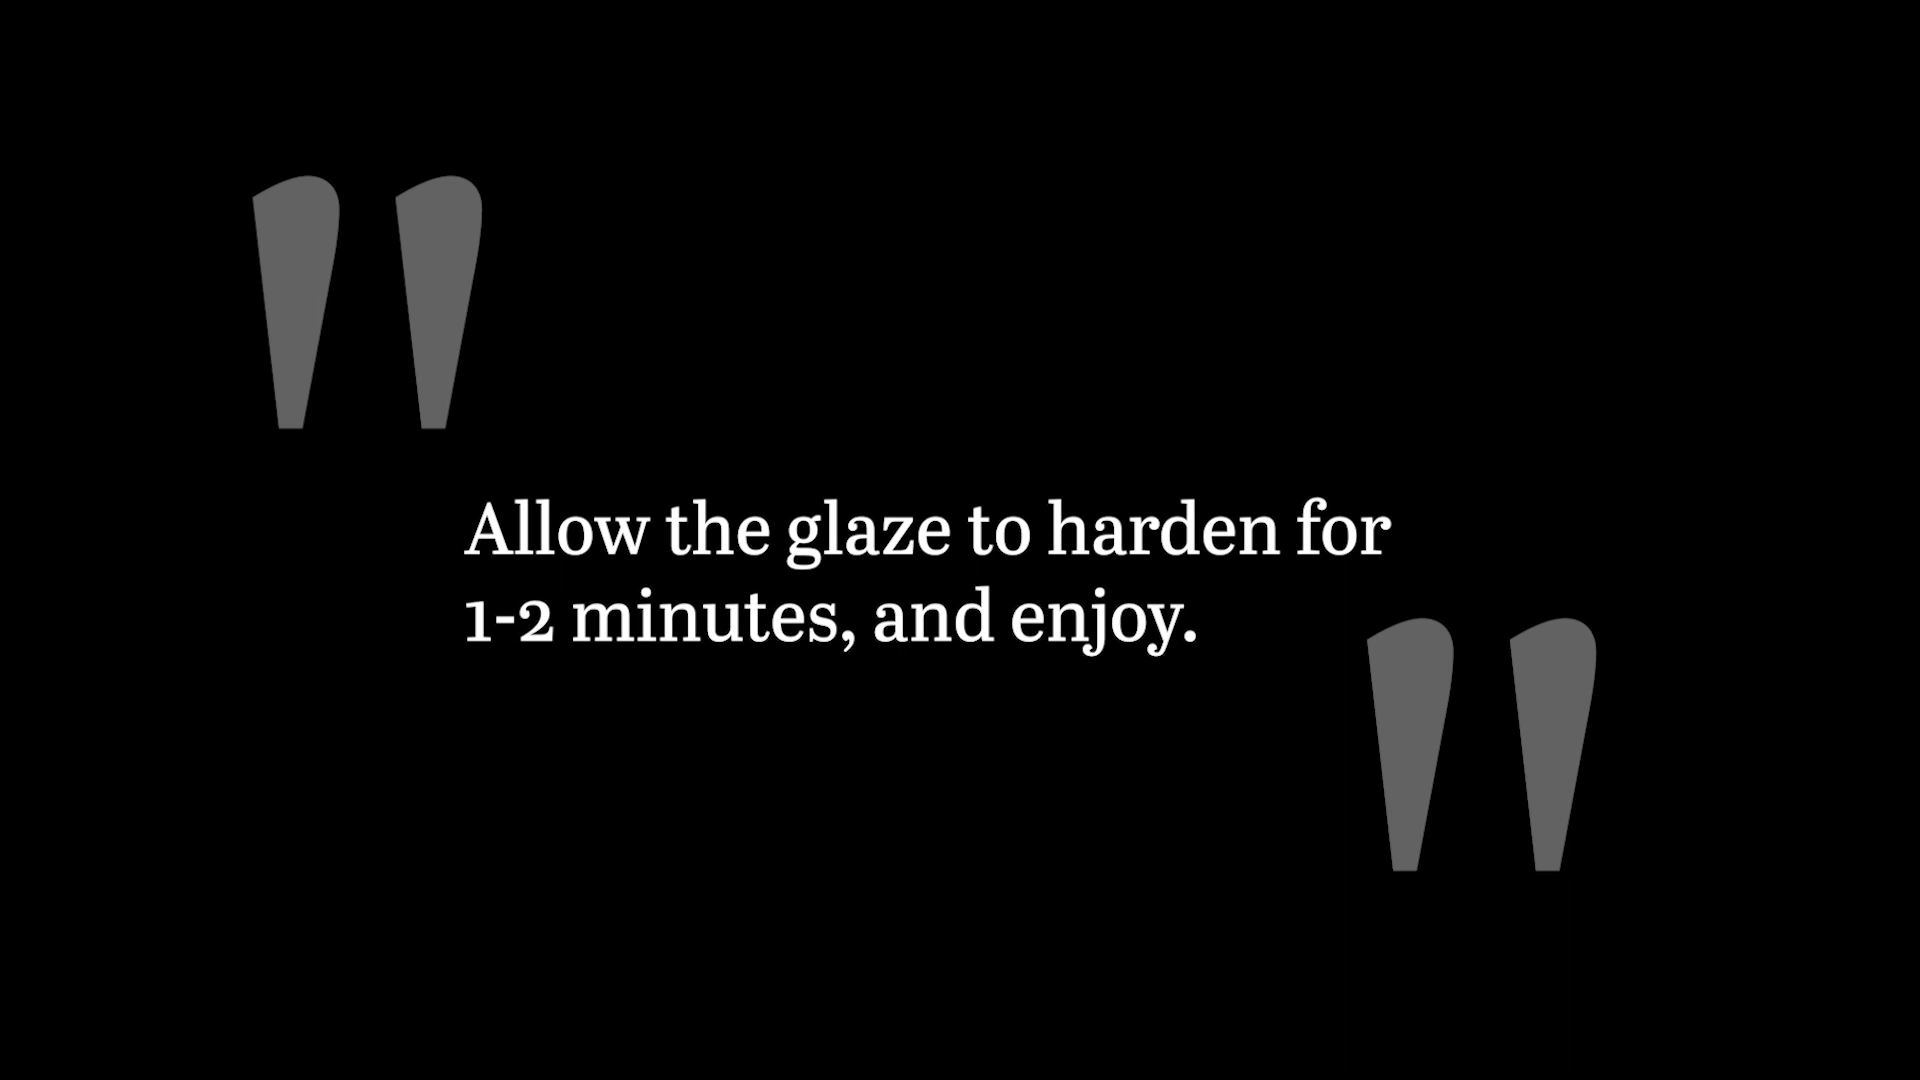 "
Allow the glaze to harden for
1-2 minutes, and enjoy.
"